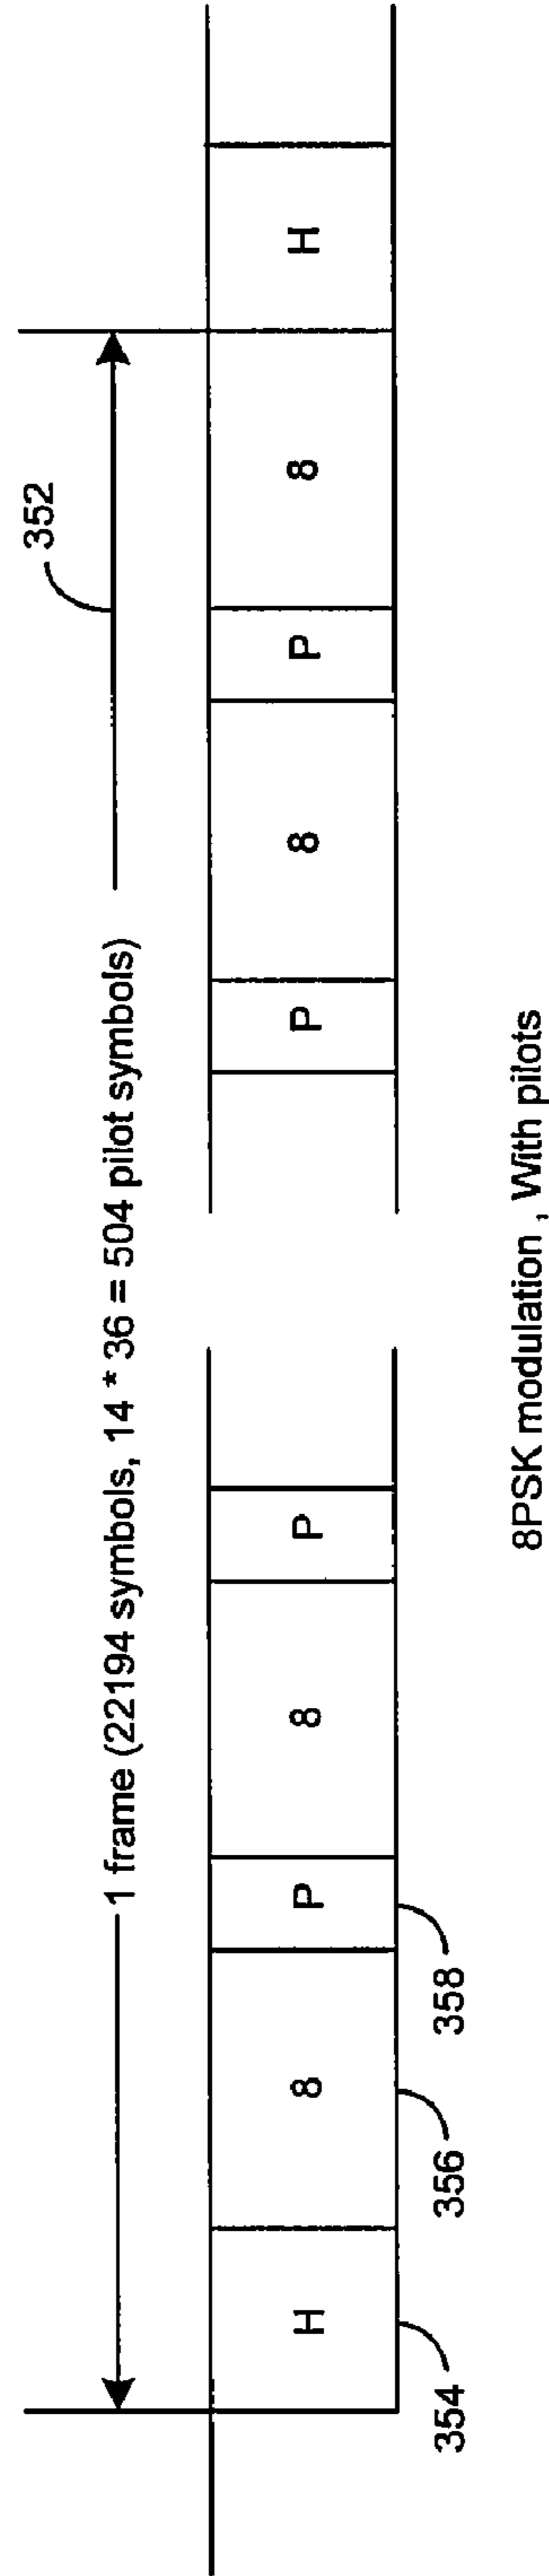 352
1 frame (22194 symbols, 14 * 36 = 504 pilot symbols)
H 8 P 8 P P 8 P 8 H
354 356 358
8PSK modulation , With pilots